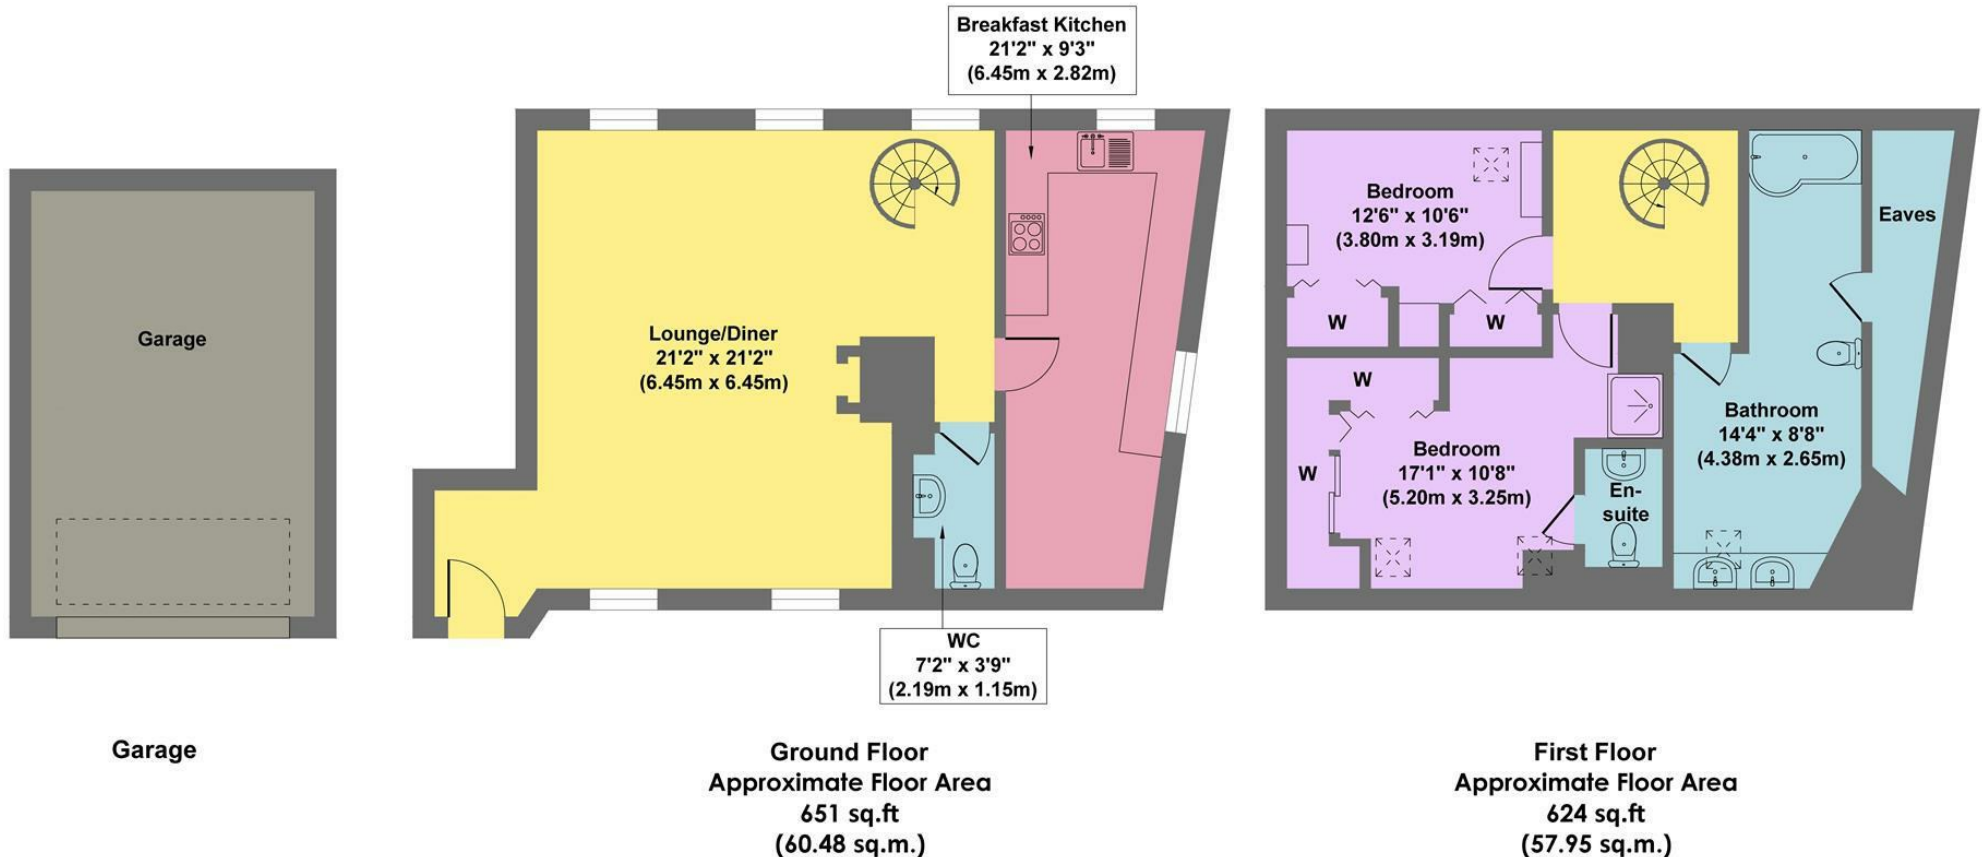 Breakfast Kitchen
21'2" x 9'3"
(6.45m x 2.82m)
Garage
Lounge/Diner
21'2" x 21'2"
(6.45m x 6.45m)
WC
7'2" x 3'9"
(2.19m x 1.15m)
Bedroom
12'6" x 10'6"
(3.80m x 3.19m)
W
W
W
W
Bedroom
17'1" x 10'8"
(5.20m x 3.25m)
En-
suite
Bathroom
14'4" x 8'8"
(4.38m x 2.65m)
Eaves
Garage
Ground Floor
Approximate Floor Area
651 sq.ft
(60.48 sq.m.)
First Floor
Approximate Floor Area
624 sq.ft
(57.95 sq.m.)